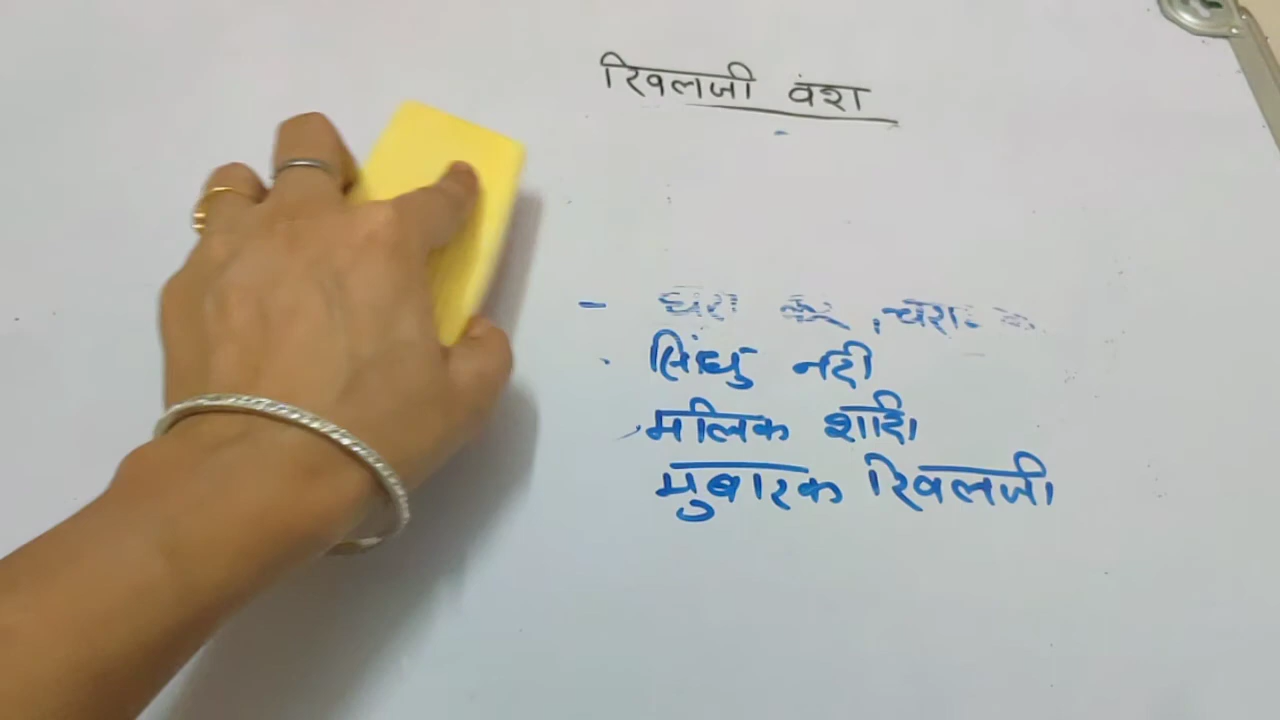 खिलजी वंश
सिंधु नदी
मलिक शादी
मुबारक खिलजी